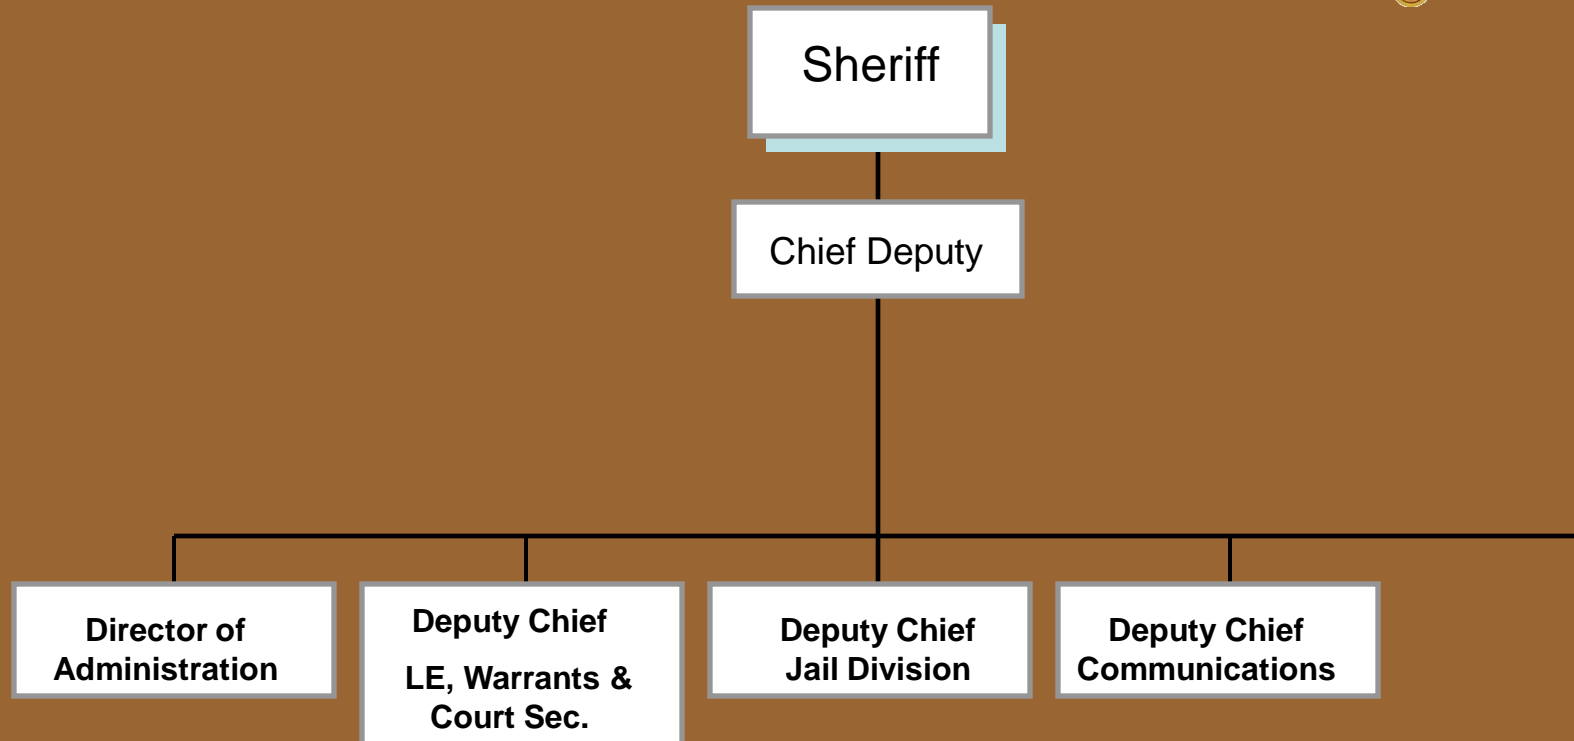 Sheriff
Chief Deputy
Director of
Administration
Deputy Chief
LE, Warrants &
Court Sec.
Deputy Chief
Jail Division
Deputy Chief
Communications